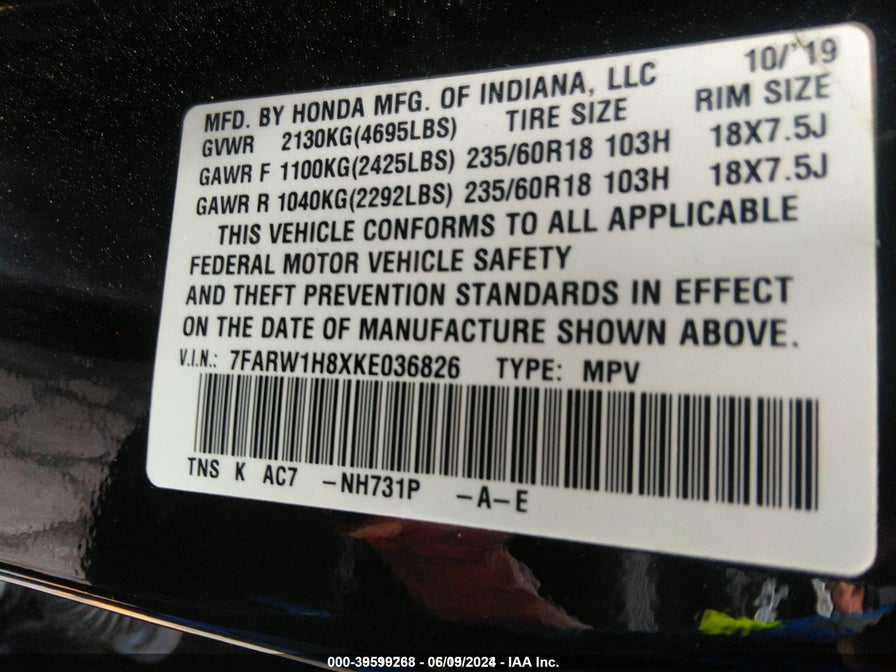 10/'19
MFD. BY HONDA MFG. OF INDIANA, LLC
GVWR 2130KG(4695LBS) TIRE SIZE RIM SIZE
GAWR F 1100KG(2425LBS) 235/60R18 103H 18X7.5J
GAWR R 1040KG(2292LBS) 235/60R18 103H 18X7.5J
THIS VEHICLE CONFORMS TO ALL APPLICABLE
FEDERAL MOTOR VEHICLE SAFETY
AND THEFT PREVENTION STANDARDS IN EFFECT
ON THE DATE OF MANUFACTURE SHOWN ABOVE.
V.I.N.: 7FARW1H8XKE036826 TYPE: MPV
TNS K AC7 -NH731P -A-E
000-39599268 - 06/09/2024 - IAA Inc.